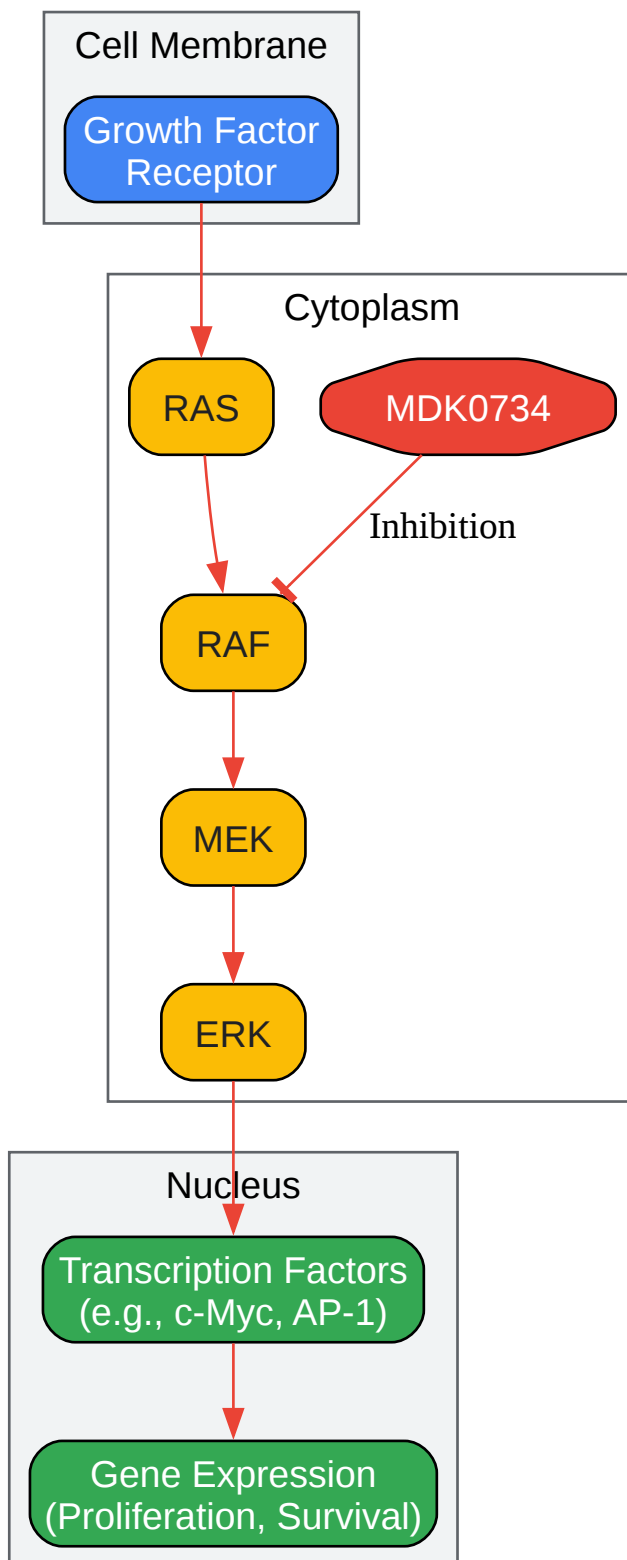 Cell Membrane
Growth Factor
Receptor
Cytoplasm
RAS
MDK0734
Inhibition
RAF
MEK
ERK
Nucleus
Transcription Factors
(e.g., c-Myc, AP-1)
Gene Expression
(Proliferation, Survival)